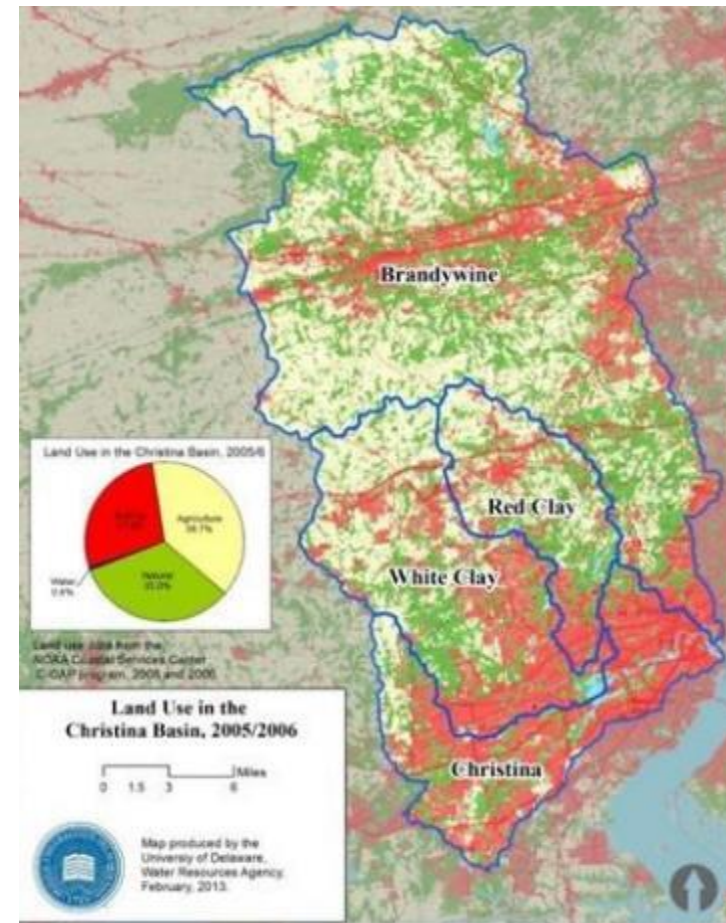 Brandywine
Land Use in the Christina Basin, 2005/6
Agriculture
Natural
Water
0.4%
Red Clay
White Clay
Land use data from the
NOAA Coastal Services Center
C-CAP program, 2005 and 2006
Land Use in the
Christina Basin, 2005/2006
Miles
0 1.5 3 6
Christina
Map produced by the
University of Delaware,
Water Resources Agency,
February, 2013.